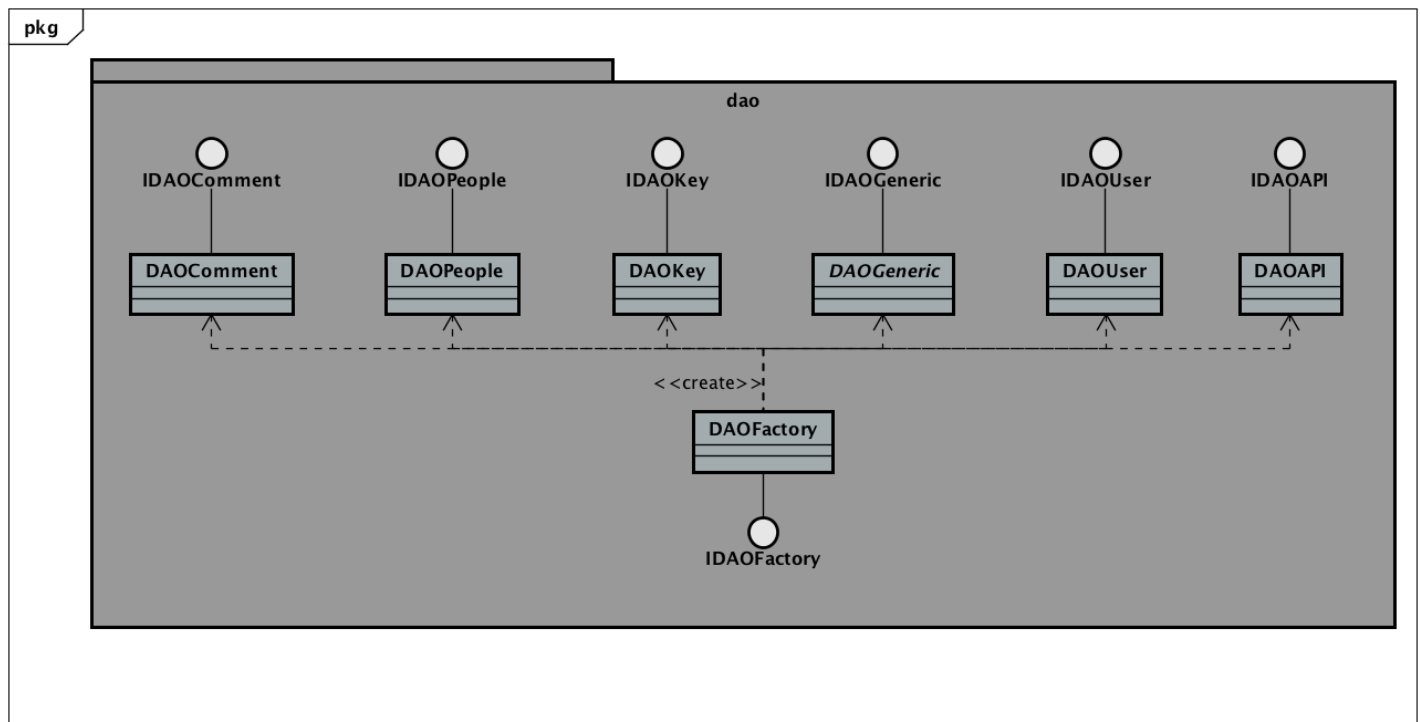 pkg
dao
IDAOComment IDAOPeople IDAOKey IDAOGeneric IDAOUser IDAOAPI
DAOComment DAOPeople DAOKey DAOGeneric DAOUser DAOAPI
<<create>>
DAOFactory
IDAOFactory